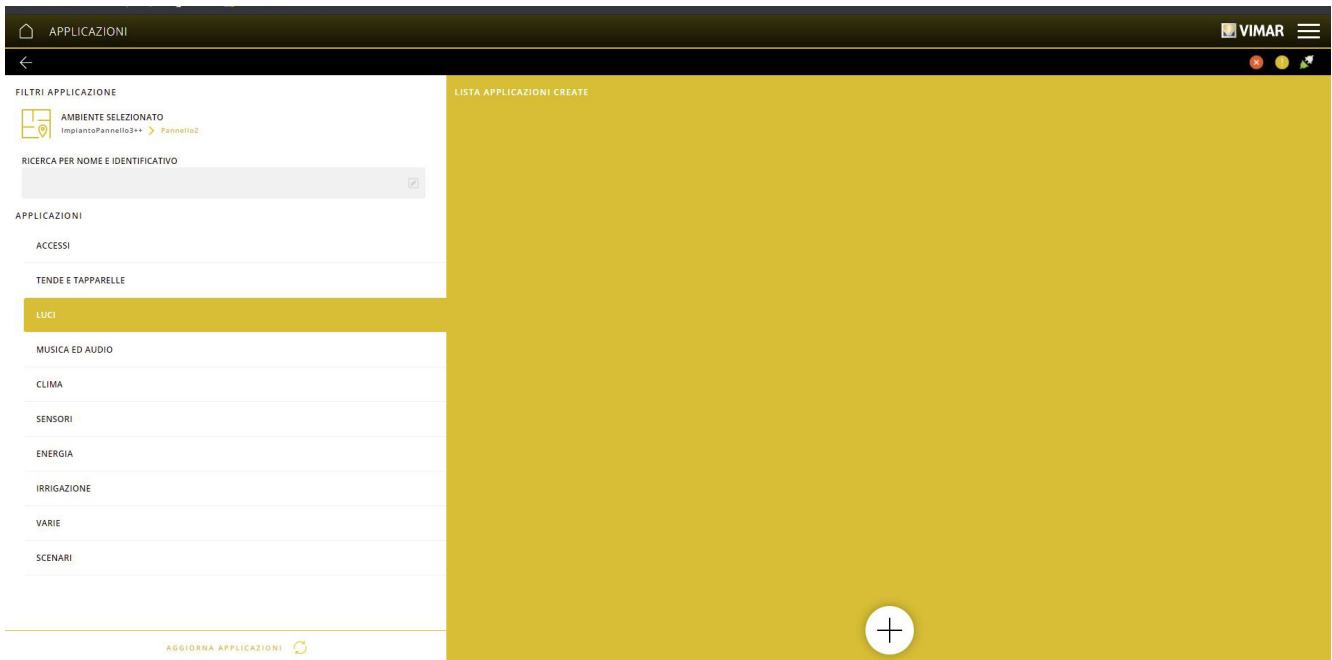 APPLICAZIONI
VIMAR
FILTRI APPLICAZIONE
LISTA APPLICAZIONI CREATE
AMBIENTE SELEZIONATO
ImpiantoPannello3++ > Pannello2
RICERCA PER NOME E IDENTIFICATIVO
APPLICAZIONI
ACCESSI
TENDE E TAPPARELLE
LUCI
MUSICA ED AUDIO
CLIMA
SENSORI
ENERGIA
IRRIGAZIONE
VARIE
SCENARI
AGGIORNA APPLICAZIONI